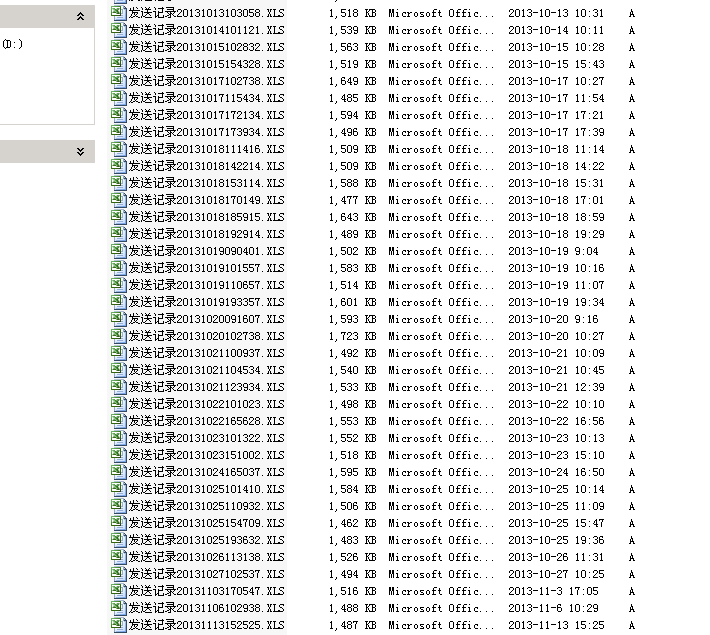 (D:)
发送记录20131013103058.XLS 1,518 KB Microsoft Offic... 2013-10-13 10:31 A
发送记录20131014101121.XLS 1,539 KB Microsoft Offic... 2013-10-14 10:11 A
发送记录20131015102832.XLS 1,563 KB Microsoft Offic... 2013-10-15 10:28 A
发送记录20131015154328.XLS 1,519 KB Microsoft Offic... 2013-10-15 15:43 A
发送记录20131017102738.XLS 1,649 KB Microsoft Offic... 2013-10-17 10:27 A
发送记录20131017115434.XLS 1,485 KB Microsoft Offic... 2013-10-17 11:54 A
发送记录20131017172134.XLS 1,594 KB Microsoft Offic... 2013-10-17 17:21 A
发送记录20131017173934.XLS 1,496 KB Microsoft Offic... 2013-10-17 17:39 A
发送记录20131018111416.XLS 1,509 KB Microsoft Offic... 2013-10-18 11:14 A
发送记录20131018142214.XLS 1,509 KB Microsoft Offic... 2013-10-18 14:22 A
发送记录20131018153114.XLS 1,588 KB Microsoft Offic... 2013-10-18 15:31 A
发送记录20131018170149.XLS 1,477 KB Microsoft Offic... 2013-10-18 17:01 A
发送记录20131018185915.XLS 1,643 KB Microsoft Offic... 2013-10-18 18:59 A
发送记录20131018192914.XLS 1,489 KB Microsoft Offic... 2013-10-18 19:29 A
发送记录20131019090401.XLS 1,502 KB Microsoft Offic... 2013-10-19 9:04 A
发送记录20131019101557.XLS 1,583 KB Microsoft Offic... 2013-10-19 10:16 A
发送记录20131019110657.XLS 1,514 KB Microsoft Offic... 2013-10-19 11:07 A
发送记录20131019193357.XLS 1,601 KB Microsoft Offic... 2013-10-19 19:34 A
发送记录20131020091607.XLS 1,593 KB Microsoft Offic... 2013-10-20 9:16 A
发送记录20131020102738.XLS 1,723 KB Microsoft Offic... 2013-10-20 10:27 A
发送记录20131021100937.XLS 1,492 KB Microsoft Offic... 2013-10-21 10:09 A
发送记录20131021104534.XLS 1,540 KB Microsoft Offic... 2013-10-21 10:45 A
发送记录20131021123934.XLS 1,533 KB Microsoft Offic... 2013-10-21 12:39 A
发送记录20131022101023.XLS 1,498 KB Microsoft Offic... 2013-10-22 10:10 A
发送记录20131022165628.XLS 1,553 KB Microsoft Offic... 2013-10-22 16:56 A
发送记录20131023101322.XLS 1,552 KB Microsoft Offic... 2013-10-23 10:13 A
发送记录20131023151002.XLS 1,518 KB Microsoft Offic... 2013-10-23 15:10 A
发送记录20131024165037.XLS 1,595 KB Microsoft Offic... 2013-10-24 16:50 A
发送记录20131025101410.XLS 1,584 KB Microsoft Offic... 2013-10-25 10:14 A
发送记录20131025110932.XLS 1,506 KB Microsoft Offic... 2013-10-25 11:09 A
发送记录20131025154709.XLS 1,462 KB Microsoft Offic... 2013-10-25 15:47 A
发送记录20131025193632.XLS 1,483 KB Microsoft Offic... 2013-10-25 19:36 A
发送记录20131026113138.XLS 1,526 KB Microsoft Offic... 2013-10-26 11:31 A
发送记录20131027102537.XLS 1,494 KB Microsoft Offic... 2013-10-27 10:25 A
发送记录20131103170547.XLS 1,516 KB Microsoft Offic... 2013-11-3 17:05 A
发送记录20131106102938.XLS 1,488 KB Microsoft Offic... 2013-11-6 10:29 A
发送记录20131113152525.XLS 1,487 KB Microsoft Offic... 2013-11-13 15:25 A